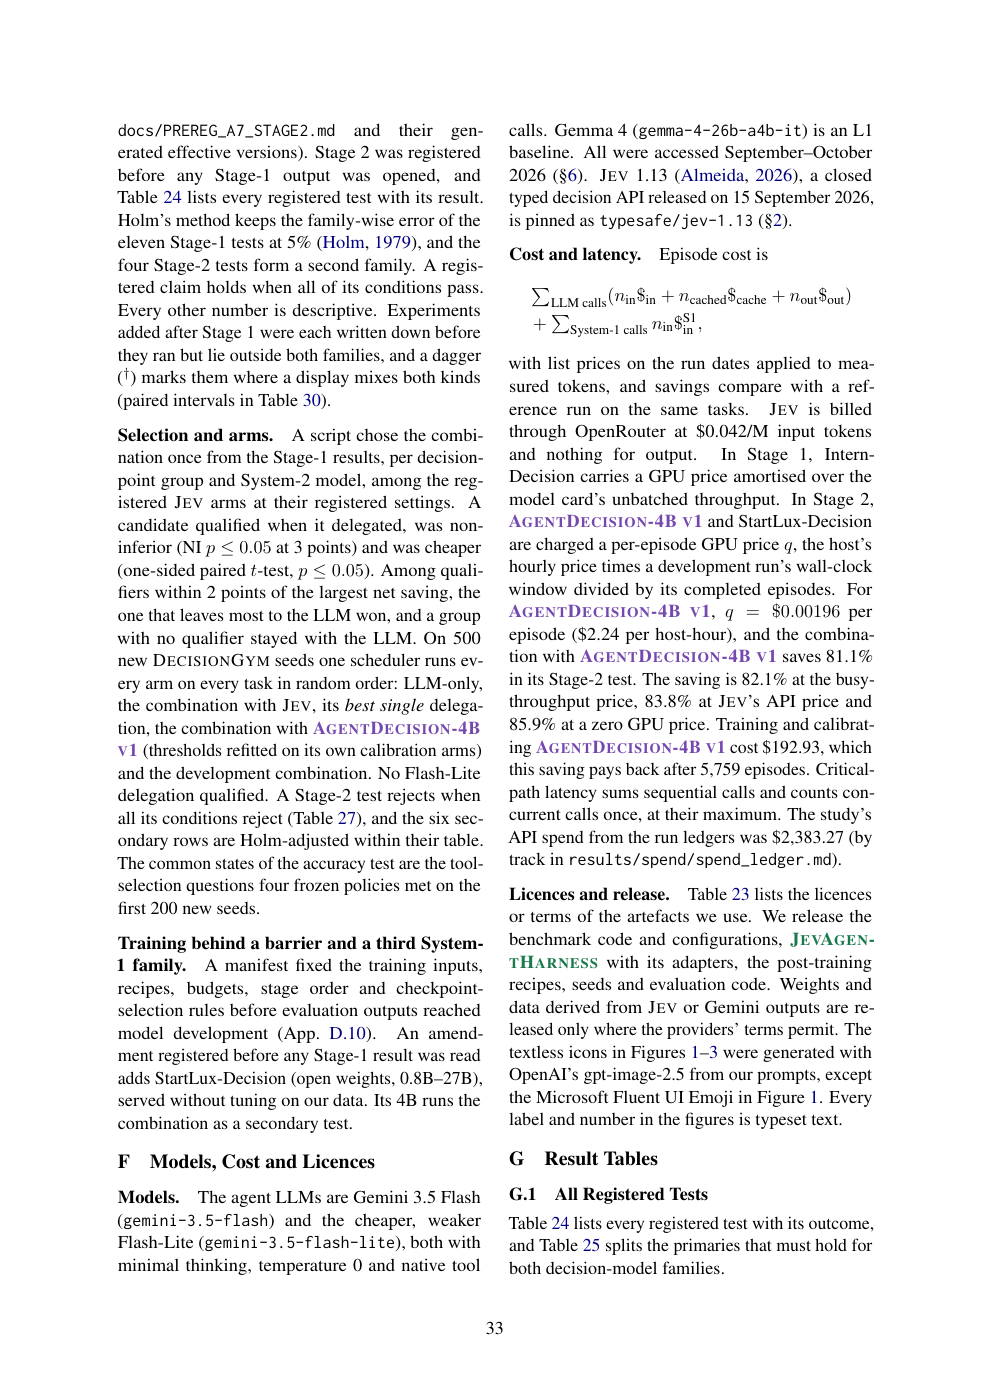 docs/PREREG_A7_STAGE2.md and their gen-
erated effective versions). Stage 2 was registered
before any Stage-1 output was opened, and
Table 24 lists every registered test with its result.
Holm's method keeps the family-wise error of the
eleven Stage-1 tests at 5% (Holm, 1979), and the
four Stage-2 tests form a second family. A regis-
tered claim holds when all of its conditions pass.
Every other number is descriptive. Experiments
added after Stage 1 were each written down before
they ran but lie outside both families, and a dagger
(†) marks them where a display mixes both kinds
(paired intervals in Table 30).
Selection and arms. A script chose the combi-
nation once from the Stage-1 results, per decision-
point group and System-2 model, among the reg-
istered JEV arms at their registered settings. A
candidate qualified when it delegated, was non-
inferior (NI p ≤ 0.05 at 3 points) and was cheaper
(one-sided paired t-test, p ≤ 0.05). Among quali-
fiers within 2 points of the largest net saving, the
one that leaves most to the LLM won, and a group
with no qualifier stayed with the LLM. On 500
new DECISIONGYM seeds one scheduler runs ev-
ery arm on every task in random order: LLM-only,
the combination with JEV, its best single delega-
tion, the combination with AGENTDECISION-4B
V1 (thresholds refitted on its own calibration arms)
and the development combination. No Flash-Lite
delegation qualified. A Stage-2 test rejects when
all its conditions reject (Table 27), and the six sec-
ondary rows are Holm-adjusted within their table.
The common states of the accuracy test are the tool-
selection questions four frozen policies met on the
first 200 new seeds.
Training behind a barrier and a third System-
1 family. A manifest fixed the training inputs,
recipes, budgets, stage order and checkpoint-
selection rules before evaluation outputs reached
model development (App. D.10). An amend-
ment registered before any Stage-1 result was read
adds StartLux-Decision (open weights, 0.8B–27B),
served without tuning on our data. Its 4B runs the
combination as a secondary test.
F Models, Cost and Licences
Models. The agent LLMs are Gemini 3.5 Flash
(gemini-3.5-flash) and the cheaper, weaker
Flash-Lite (gemini-3.5-flash-lite), both with
minimal thinking, temperature 0 and native tool
calls. Gemma 4 (gemma-4-26b-a4b-it) is an L1
baseline. All were accessed September–October
2026 (§6). JEV 1.13 (Almeida, 2026), a closed
typed decision API released on 15 September 2026,
is pinned as typesafe/jev-1.13 (§2).
Cost and latency. Episode cost is
∑LLM calls(nin$in + ncached$cache + nout$out)
+ ∑System-1 calls nin$S1in,
with list prices on the run dates applied to mea-
sured tokens, and savings compare with a ref-
erence run on the same tasks. JEV is billed
through OpenRouter at $0.042/M input tokens
and nothing for output. In Stage 1, Intern-
Decision carries a GPU price amortised over the
model card's unbatched throughput. In Stage 2,
AGENTDECISION-4B V1 and StartLux-Decision
are charged a per-episode GPU price q, the host's
hourly price times a development run's wall-clock
window divided by its completed episodes. For
AGENTDECISION-4B V1, q = $0.00196 per
episode ($2.24 per host-hour), and the combina-
tion with AGENTDECISION-4B V1 saves 81.1%
in its Stage-2 test. The saving is 82.1% at the busy-
throughput price, 83.8% at JEV's API price and
85.9% at a zero GPU price. Training and calibrat-
ing AGENTDECISION-4B V1 cost $192.93, which
this saving pays back after 5,759 episodes. Critical-
path latency sums sequential calls and counts con-
current calls once, at their maximum. The study's
API spend from the run ledgers was $2,383.27 (by
track in results/spend/spend_ledger.md).
Licences and release. Table 23 lists the licences
or terms of the artefacts we use. We release the
benchmark code and configurations, JEVAGEN-
THARNESS with its adapters, the post-training
recipes, seeds and evaluation code. Weights and
data derived from JEV or Gemini outputs are re-
leased only where the providers' terms permit. The
textless icons in Figures 1–3 were generated with
OpenAI's gpt-image-2.5 from our prompts, except
the Microsoft Fluent UI Emoji in Figure 1. Every
label and number in the figures is typeset text.
G Result Tables
G.1 All Registered Tests
Table 24 lists every registered test with its outcome,
and Table 25 splits the primaries that must hold for
both decision-model families.
33